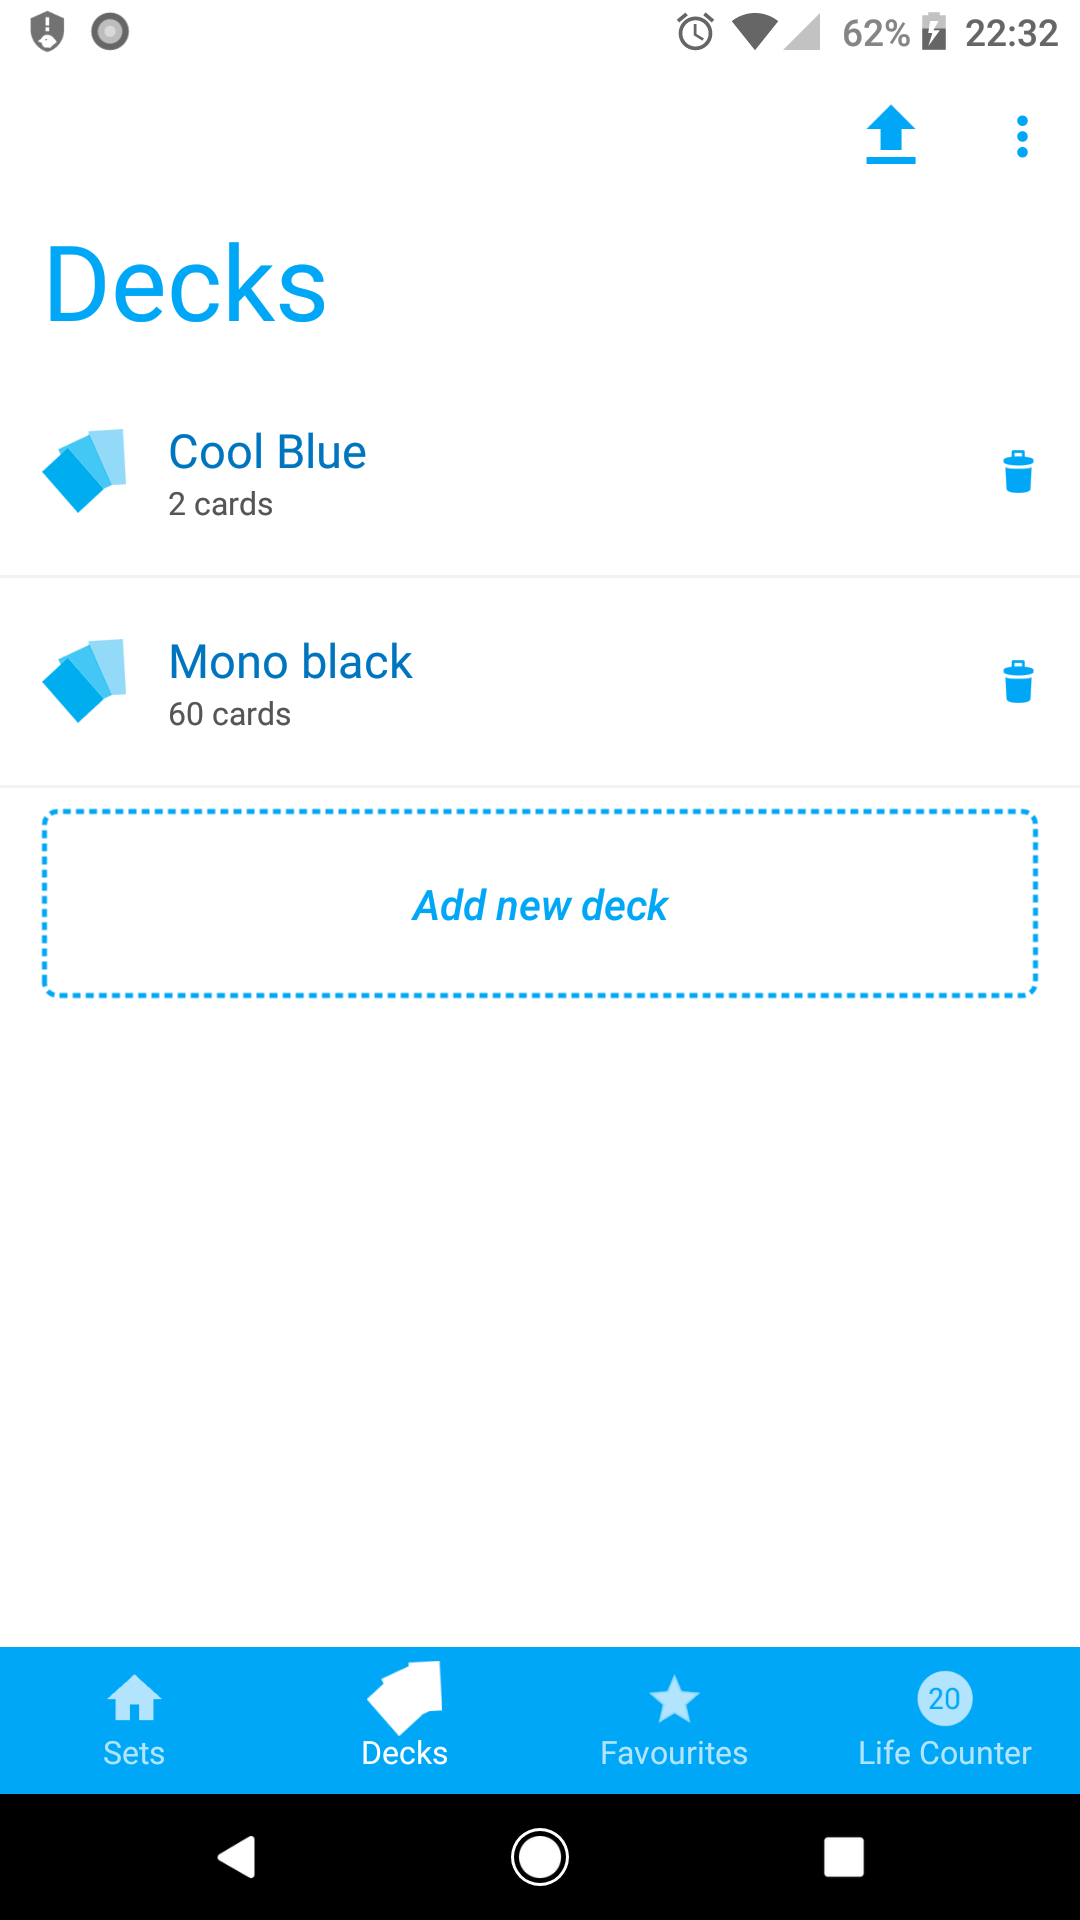 62% 22:32
Decks
Cool Blue
2 cards
Mono black
60 cards
Add new deck
20
Sets Decks Favourites Life Counter